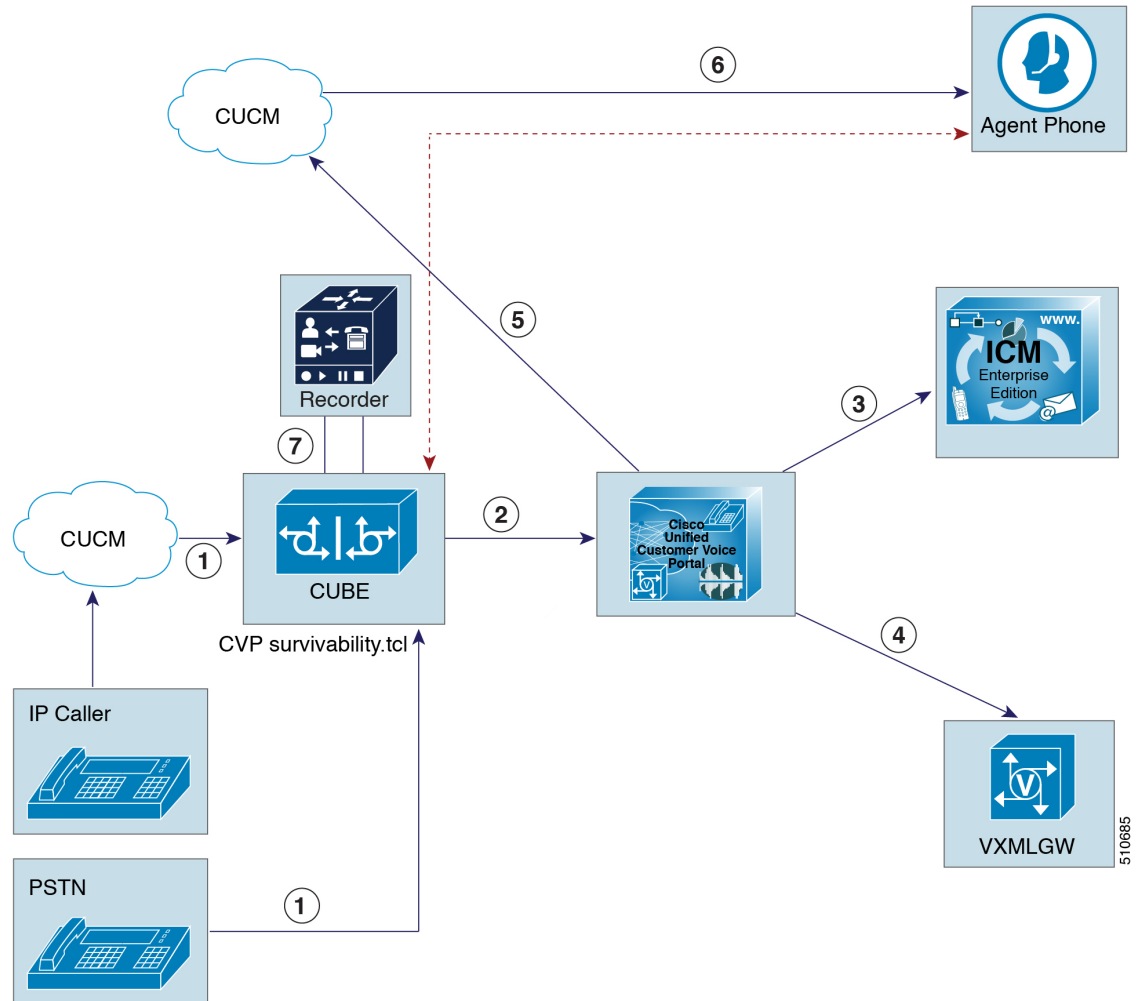 6
CUCM
Agent Phone
5
www.
ICM
Enterprise
Edition
@
3
Recorder
7
CUCM
1
2
Cisco
Unified
Customer Voice
Portal
V
CUBE
CVP survivability.tcl
4
IP Caller
V
VXMLGW
510685
PSTN
1